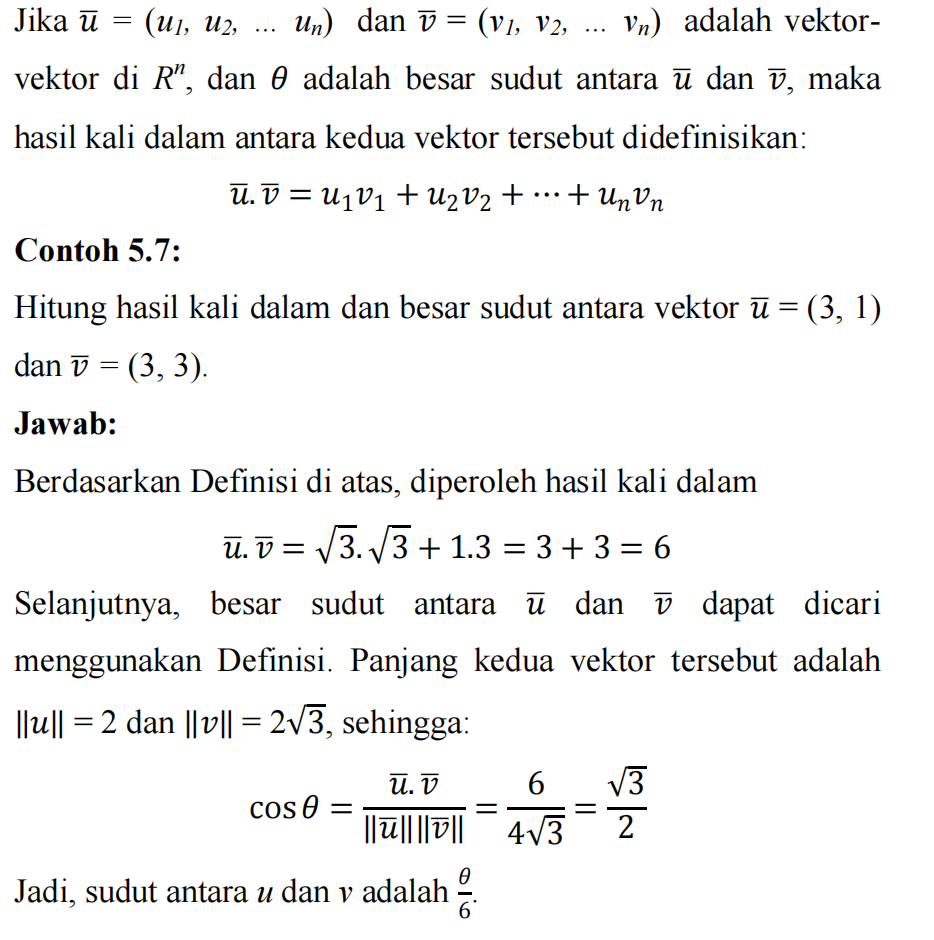 Jika u̅ = (u₁, u₂, ... uₙ) dan v̅ = (v₁, v₂, ... vₙ) adalah vektor-
vektor di Rⁿ, dan θ adalah besar sudut antara u̅ dan v̅, maka
hasil kali dalam antara kedua vektor tersebut didefinisikan:
u̅. v̅ = u₁v₁ + u₂v₂ + ⋯ + uₙvₙ
Contoh 5.7:
Hitung hasil kali dalam dan besar sudut antara vektor u̅ = (3, 1)
dan v̅ = (3, 3).
Jawab:
Berdasarkan Definisi di atas, diperoleh hasil kali dalam
u̅. v̅ = √3. √3 + 1.3 = 3 + 3 = 6
Selanjutnya, besar sudut antara u̅ dan v̅ dapat dicari
menggunakan Definisi. Panjang kedua vektor tersebut adalah
‖u‖ = 2 dan ‖v‖ = 2√3, sehingga:
cos θ = u̅. v̅ / ‖u̅‖‖v̅‖ = 6 / 4√3 = √3 / 2
Jadi, sudut antara u dan v adalah θ/6.